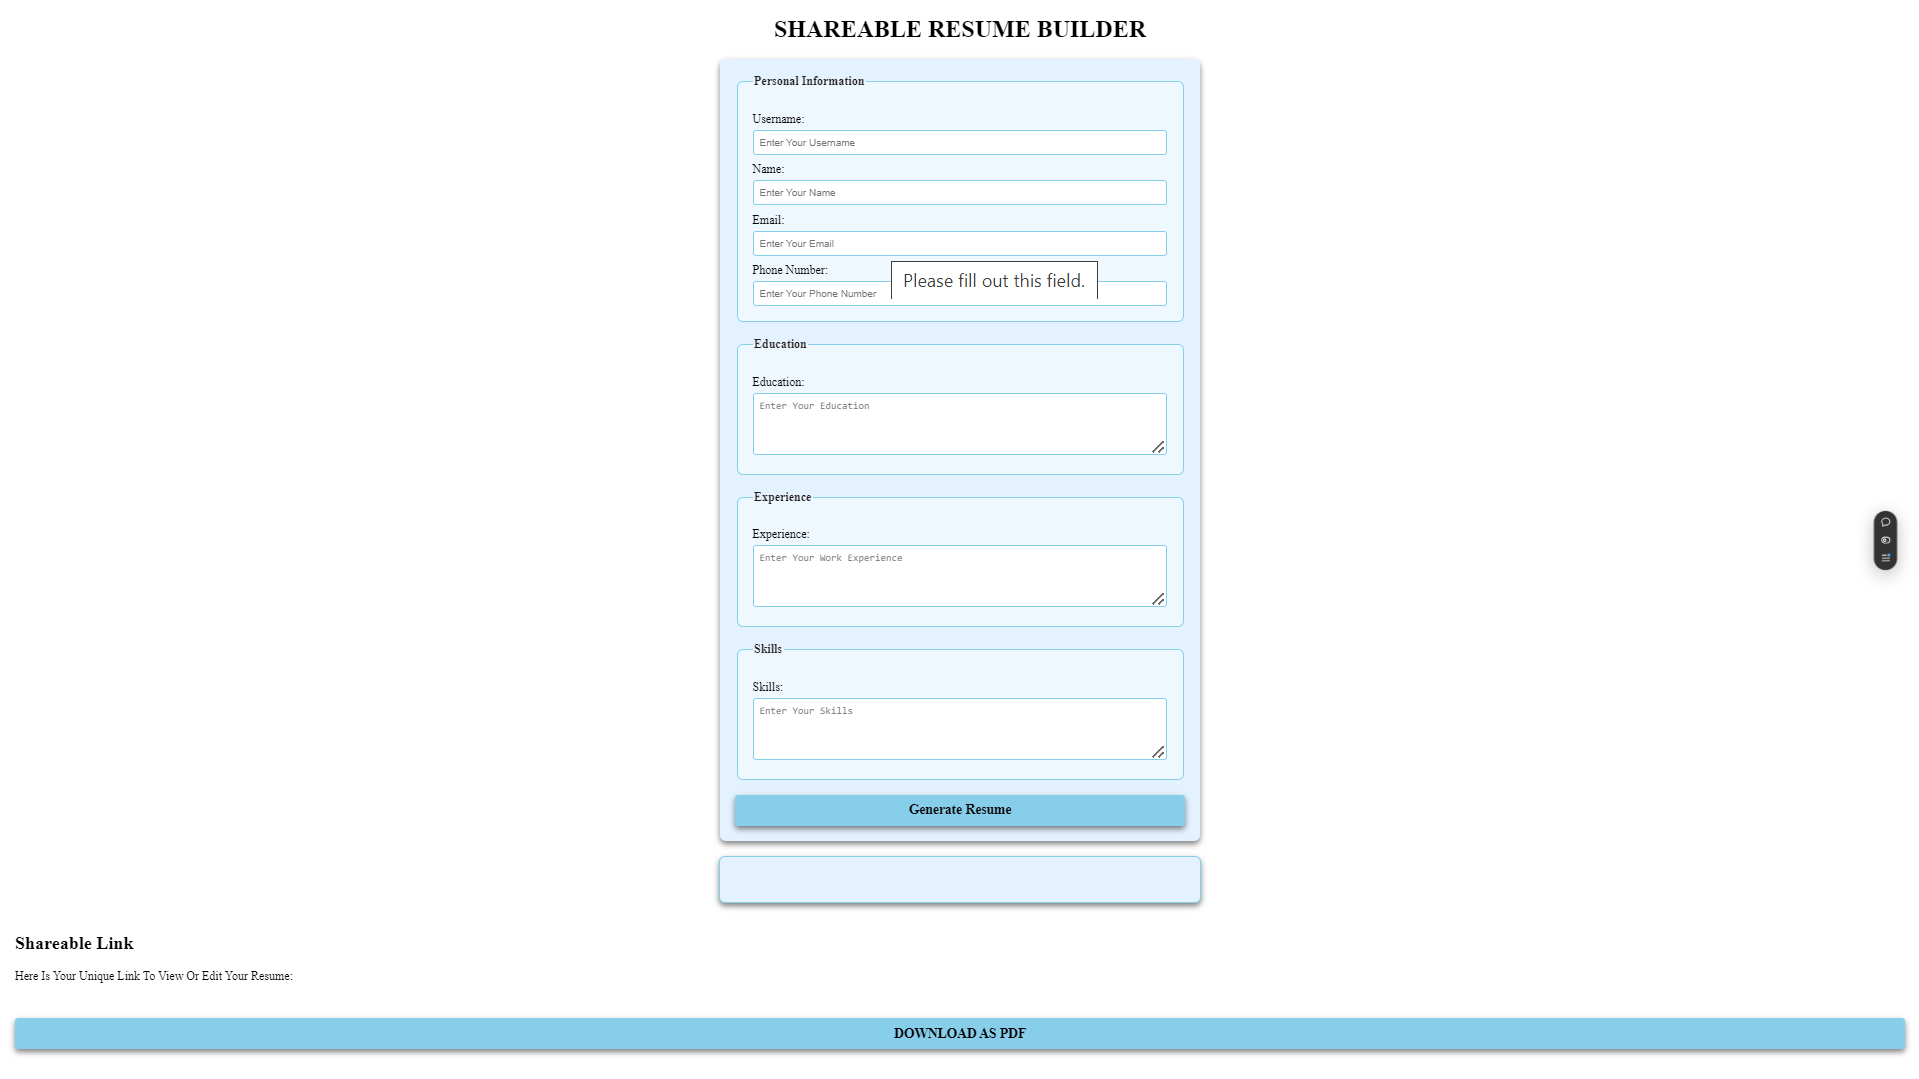 SHAREABLE RESUME BUILDER
Personal Information
Username:
Enter Your Username
Name:
Enter Your Name
Email:
Enter Your Email
Phone Number:
Please fill out this field.
Enter Your Phone Number
Education
Education:
Enter Your Education
Experience
Experience:
Enter Your Work Experience
Skills
Skills:
Enter Your Skills
Generate Resume
Shareable Link
Here Is Your Unique Link To View Or Edit Your Resume:
DOWNLOAD AS PDF